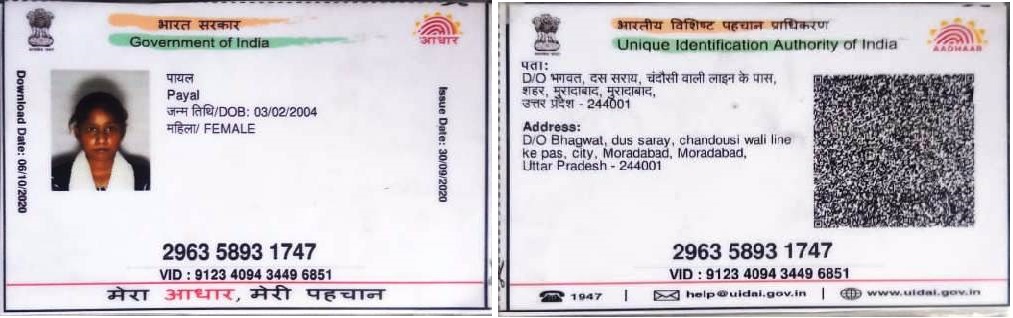 भारत सरकार
Government of India
आधार
Download Date: 06/10/2020
पायल
Payal
जन्म तिथि/DOB: 03/02/2004
महिला/ FEMALE
Issue Date: 30/09/2020
2963 5893 1747
VID : 9123 4094 3449 6851
मेरा आधार, मेरी पहचान
भारतीय विशिष्ट पहचान प्राधिकरण
Unique Identification Authority of India
AADHAAR
पता:
D/O भगवत, दस सराय, चंदौसी वाली लाइन के पास,
शहर, मुरादाबाद, मुरादाबाद,
उत्तर प्रदेश - 244001
Address:
D/O Bhagwat, dus saray, chandousi wali line
ke pas, city, Moradabad, Moradabad,
Uttar Pradesh - 244001
2963 5893 1747
VID : 9123 4094 3449 6851
1947 | help@uidai.gov.in | www.uidai.gov.in